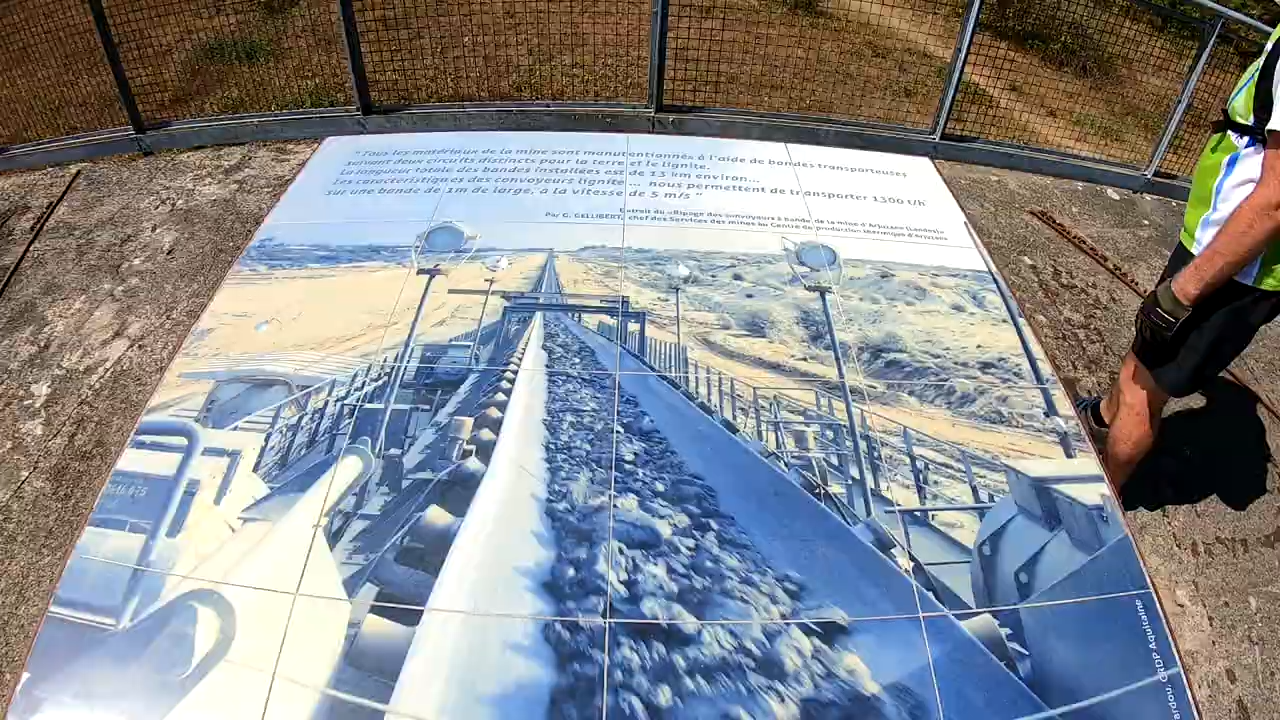 "Tous les matériaux de la mine sont manutentionnés à l'aide de bandes transporteuses
suivant deux circuits distincts pour la terre et le lignite.
La longueur totale des bandes installées est de 13 km environ...
Les caractéristiques des convoyeurs lignite ... nous permettent de transporter 1300 t/h
sur une bande de 1m de large, à la vitesse de 5 m/s "
Extrait du «Ripage des convoyeurs à bande de la mine d'Arjuzanx (Landes)»
Par G. GELLIBERT, chef des Services des mines au Centre de production thermique d'Arjuzanx
CRDP Aquitaine